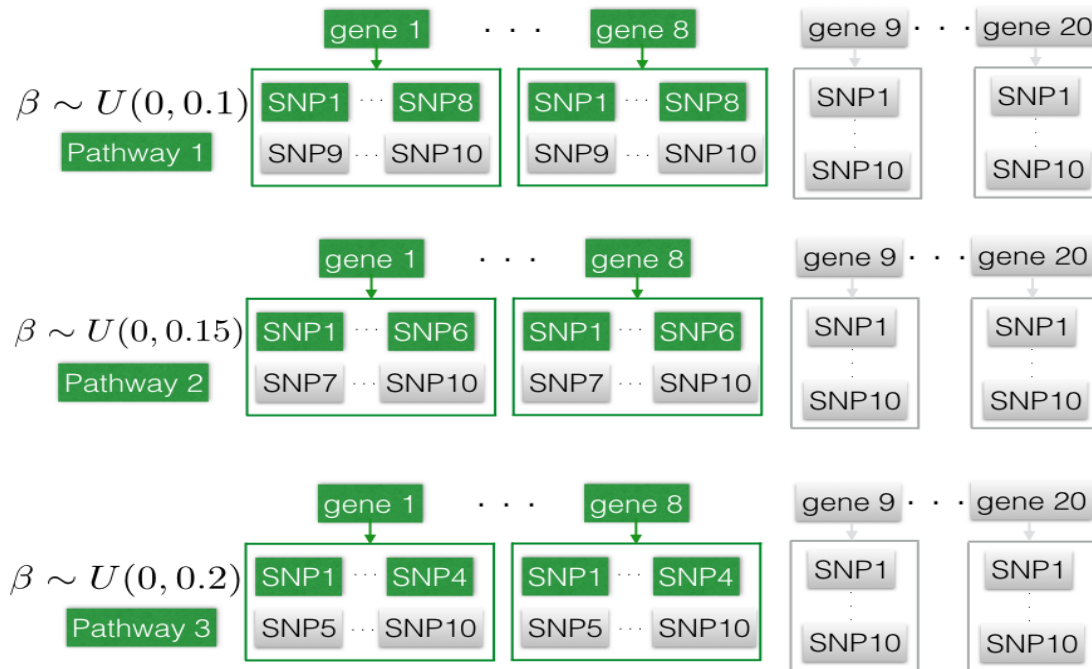 gene 1 . . . gene 8 gene 9 . . . gene 20
β ∼ U(0, 0.1) SNP1 ... SNP8 SNP1 ... SNP8 SNP1 SNP1
Pathway 1 SNP9 ... SNP10 SNP9 ... SNP10 SNP10 SNP10
gene 1 . . . gene 8 gene 9 . . . gene 20
β ∼ U(0, 0.15) SNP1 ... SNP6 SNP1 ... SNP6 SNP1 SNP1
Pathway 2 SNP7 ... SNP10 SNP7 ... SNP10 SNP10 SNP10
gene 1 . . . gene 8 gene 9 . . . gene 20
β ∼ U(0, 0.2) SNP1 ... SNP4 SNP1 ... SNP4 SNP1 SNP1
Pathway 3 SNP5 ... SNP10 SNP5 ... SNP10 SNP10 SNP10